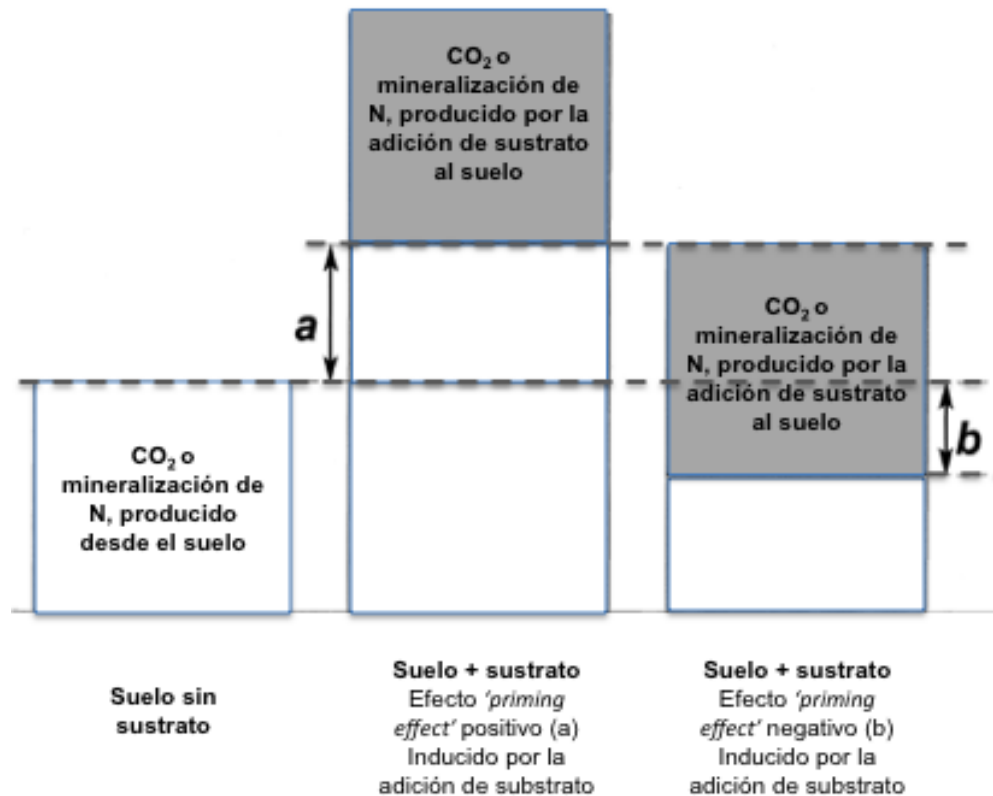 CO₂ o
mineralización de
N, producido por la
adición de sustrato
al suelo
a
CO₂ o
mineralización de
N, producido por la
adición de sustrato
al suelo
b
CO₂ o
mineralización de
N, producido
desde el suelo
Suelo sin
sustrato
Suelo + sustrato
Efecto ‘priming
effect’ positivo (a)
Inducido por la
adición de substrato
Suelo + sustrato
Efecto ‘priming
effect’ negativo (b)
Inducido por la
adición de substrato